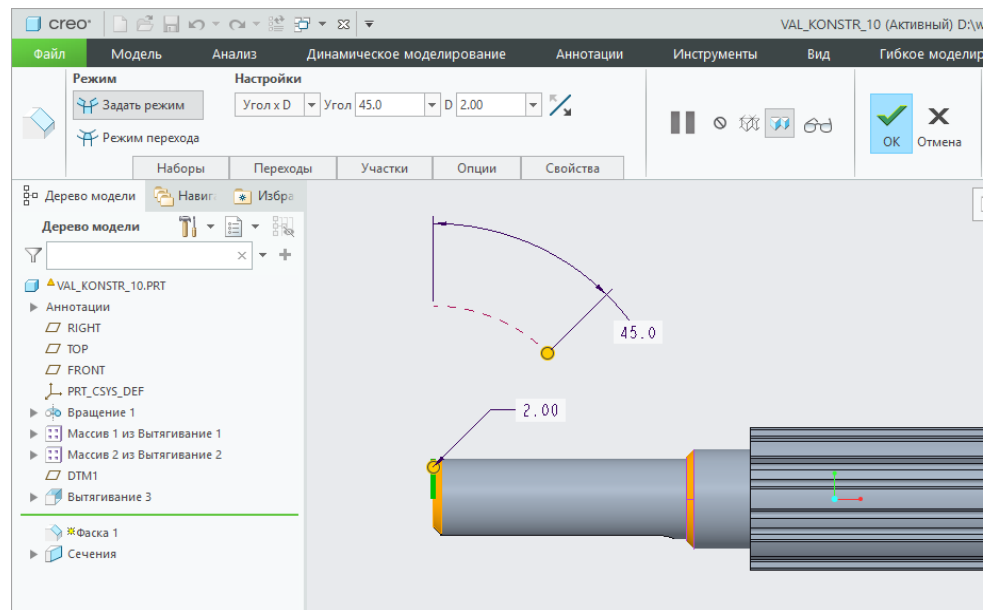 creo
VAL_KONSTR_10 (Активный) D:\w
Файл Модель Анализ Динамическое моделирование Аннотации Инструменты Вид Гибкое моделир
Режим Настройки
Задать режим Угол x D Угол 45.0 D 2.00
Режим перехода
OK Отмена
Наборы Переходы Участки Опции Свойства
Дерево модели Навиг Избра
Дерево модели
VAL_KONSTR_10.PRT
Аннотации
RIGHT
TOP
FRONT
PRT_CSYS_DEF
Вращение 1
Массив 1 из Вытягивание 1
Массив 2 из Вытягивание 2
DTM1
Вытягивание 3
Фаска 1
Сечения
45.0
2.00